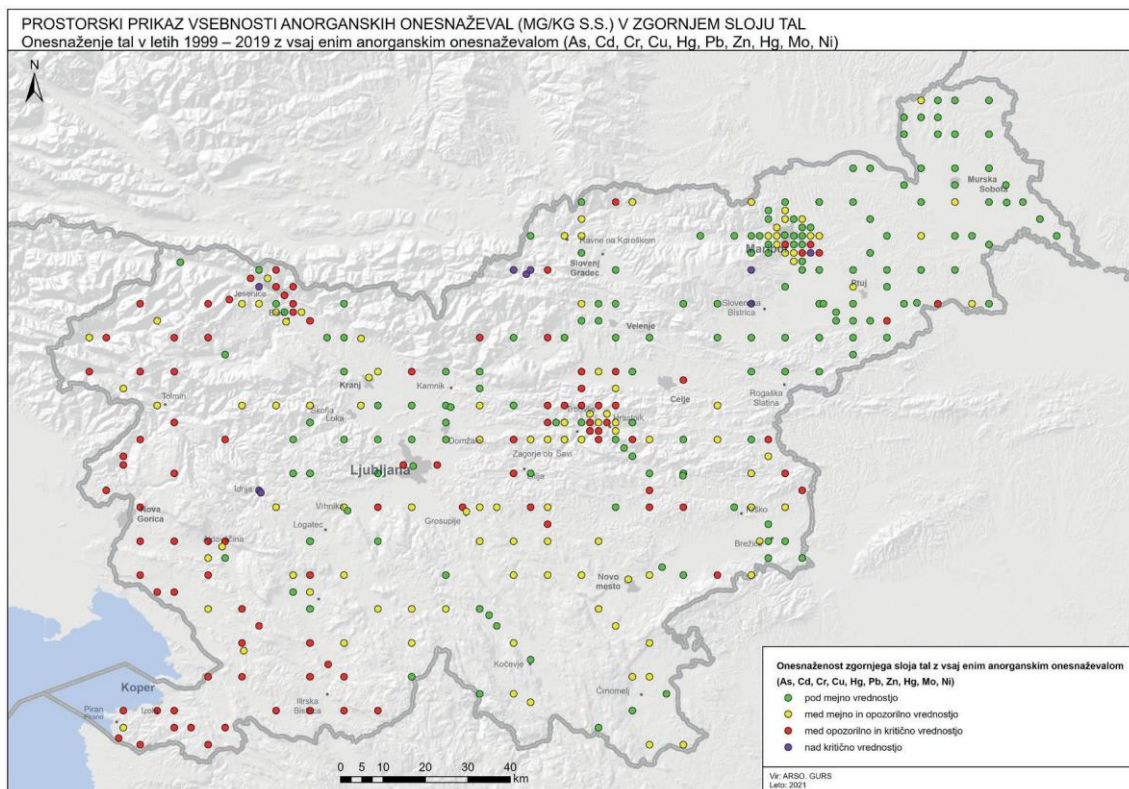 PROSTORSKI PRIKAZ VSEBNOSTI ANORGANSKIH ONESNAŽEVAL (MG/KG S.S.) V ZGORNJEM SLOJU TAL
Onesnaženje tal v letih 1999 – 2019 z vsaj enim anorganskim onesnaževalom (As, Cd, Cr, Cu, Hg, Pb, Zn, Hg, Mo, Ni)
N
Murska
Sobota
Ravne na Koroškem
Maribor
Slovenj
Gradec
Jesenice
Ptuj
Slovenska
Bistrica
Velenje
Kranj
Kamnik
Celje
Rogaška
Slatina
Tolmin
Škofja
Loka
Hrastnik
Domžale
Zagorje ob Savi
Ljubljana
Litija
Idrija
Nova
Gorica
Vrhnika
Logatec
Grosuplje
Krško
Ajdovščina
Brežice
Novo
mesto
Kočevje
Črnomelj
Koper
Piran
Pirano
Izola
Ilirska
Bistrica
0 5 10 20 30 40
km
Onesnaženost zgornjega sloja tal z vsaj enim anorganskim onesnaževalom
(As, Cd, Cr, Cu, Hg, Pb, Zn, Hg, Mo, Ni)
pod mejno vrednostjo
med mejno in opozorilno vrednostjo
med opozorilno in kritično vrednostjo
nad kritično vrednostjo
Vir: ARSO, GURS
Leto: 2021